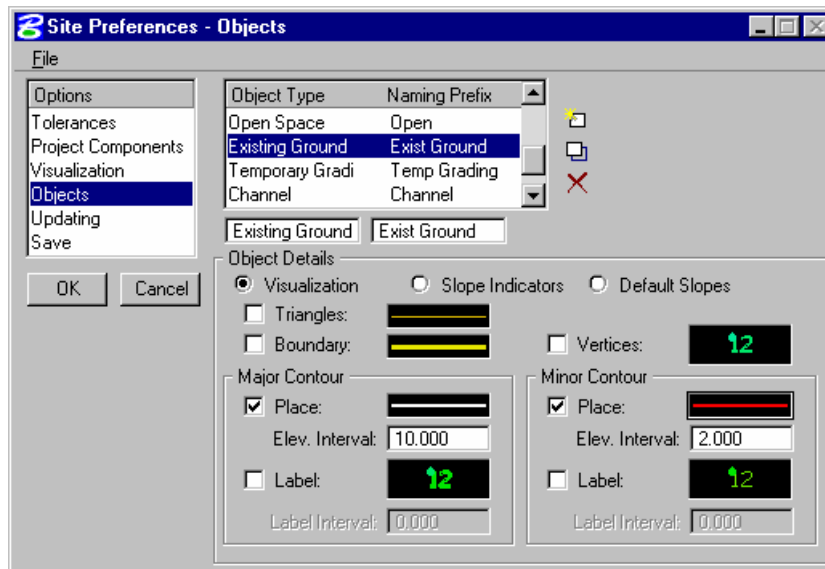 Site Preferences - Objects
File
Options
Tolerances
Project Components
Visualization
Objects
Updating
Save
OK Cancel
Object Type Naming Prefix
Open Space Open
Existing Ground Exist Ground
Temporary Gradi Temp Grading
Channel Channel
Existing Ground Exist Ground
Object Details
Visualization Slope Indicators Default Slopes
Triangles:
Boundary: Vertices: 12
Major Contour
Place:
Elev. Interval: 10.000
Label: 12
Label Interval: 0.000
Minor Contour
Place:
Elev. Interval: 2.000
Label: 12
Label Interval: 0.000